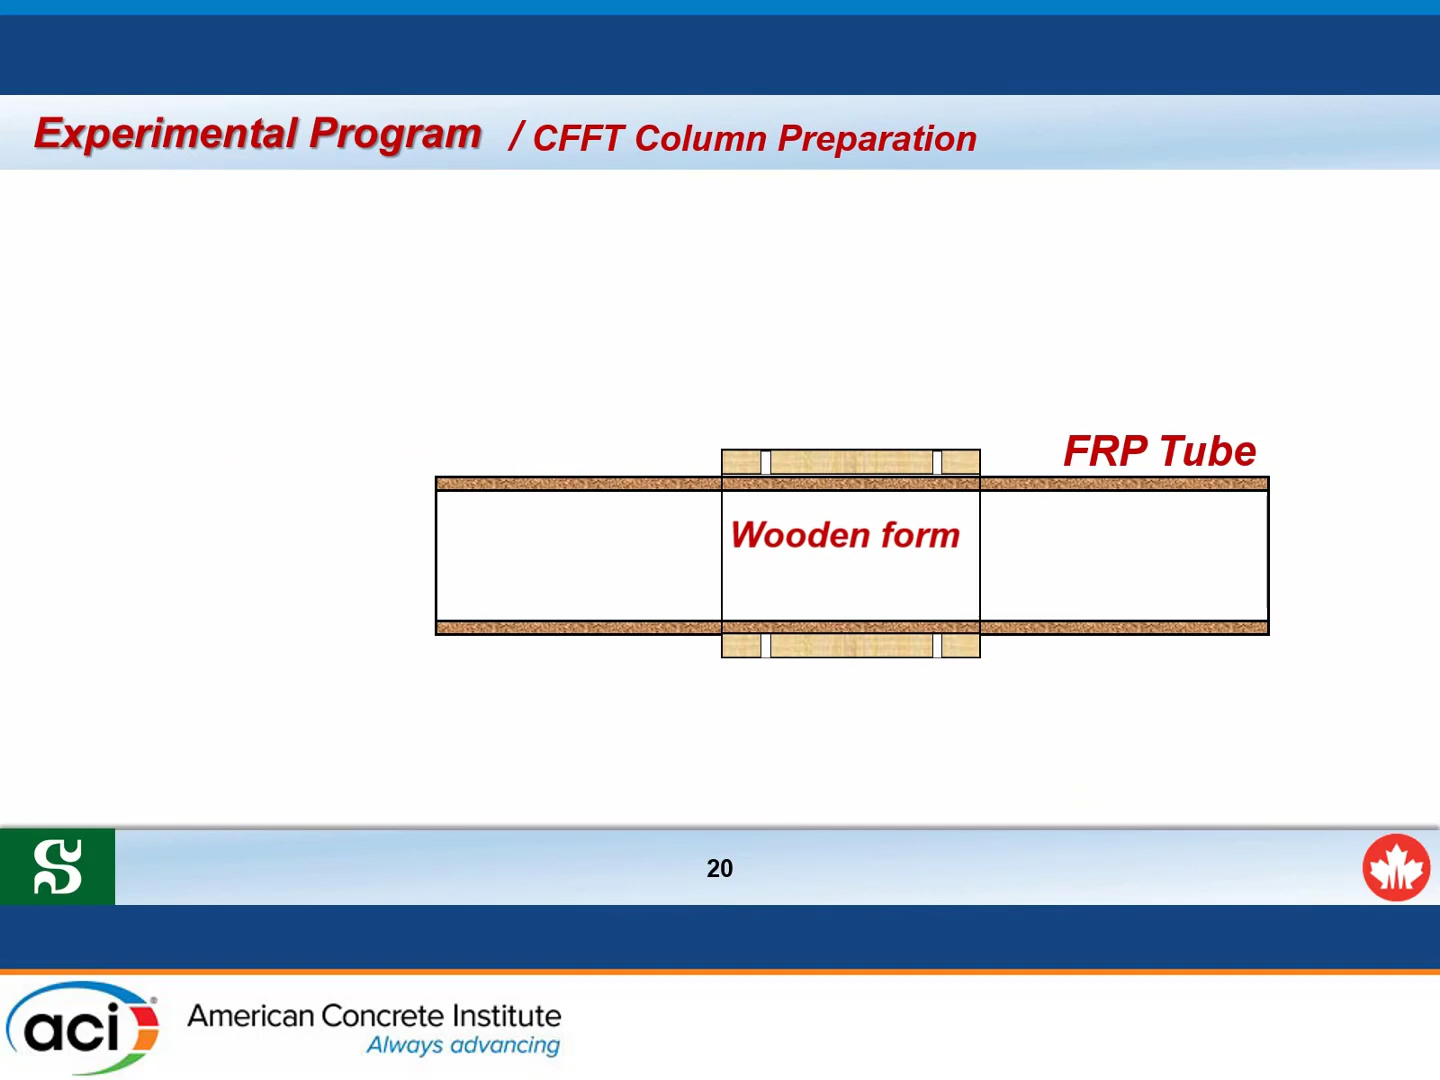 Experimental Program / CFFT Column Preparation
FRP Tube
Wooden form
20
aci®
American Concrete Institute
Always advancing